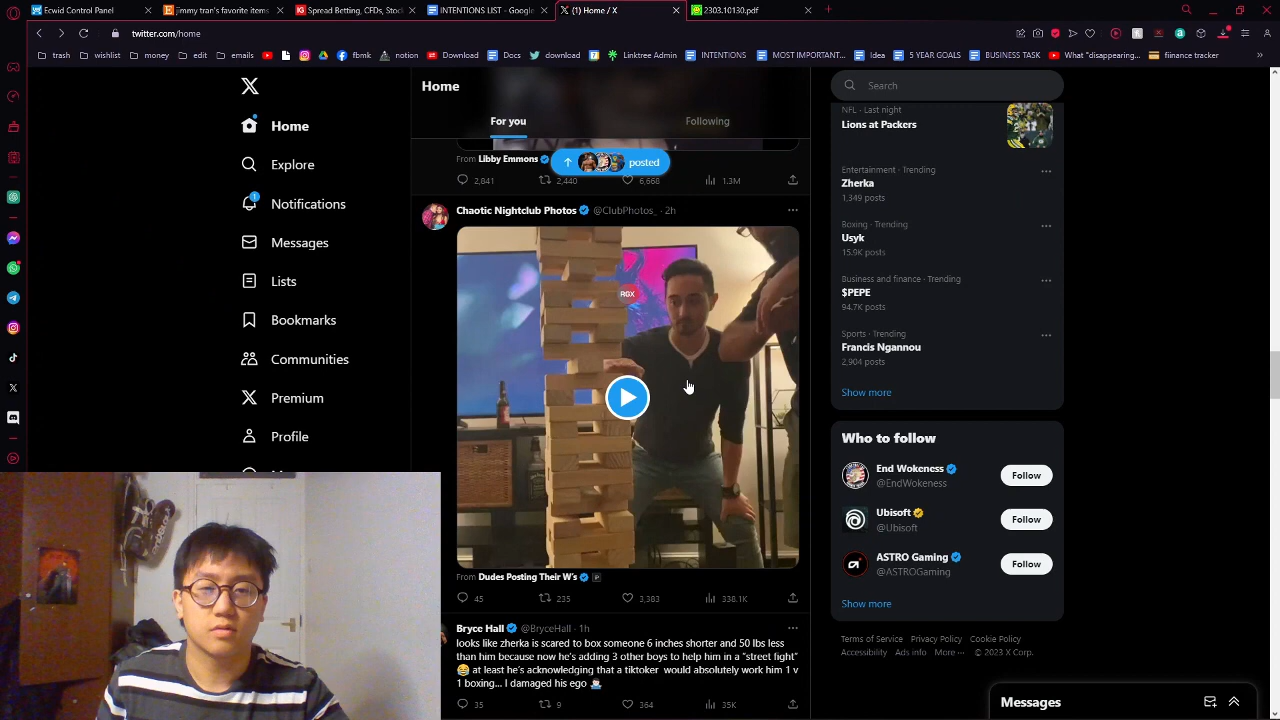 Ecwid Control Panel
jimmy tran's favorite items
Spread Betting, CFDs, Stoc
INTENTIONS LIST - Google
(1) Home / X
2303.10130.pdf
twitter.com/home
trash
wishlist
money
edit
emails
fbmk
notion
Download
Docs
download
Linktree Admin
INTENTIONS
MOST IMPORTANT...
Idea
5 YEAR GOALS
BUSINESS TASK
What "disappearing...
fiinance tracker
Home
Explore
Notifications
1
Messages
Lists
Bookmarks
Communities
Premium
Profile
Home
For you
Following
From Libby Emmons
posted
2,841
2,440
6,668
1.3M
Chaotic Nightclub Photos @ClubPhotos_ · 2h
RGX
From Dudes Posting Their W's
45
235
3,383
338.1K
Bryce Hall @BryceHall · 1h
looks like zherka is scared to box someone 6 inches shorter and 50 lbs less
than him because now he's adding 3 other boys to help him in a "street fight"
😂 at least he's acknowledging that a tiktoker would absolutely work him 1 v
1 boxing... I damaged his ego
35
9
364
35K
Search
NFL · Last night
Lions at Packers
Entertainment · Trending
Zherka
1,349 posts
Boxing · Trending
Usyk
15.9K posts
Business and finance · Trending
$PEPE
94.7K posts
Sports · Trending
Francis Ngannou
2,904 posts
Show more
Who to follow
End Wokeness
@EndWokeness
Follow
Ubisoft
@Ubisoft
Follow
ASTRO Gaming
@ASTROGaming
Follow
Show more
Terms of Service Privacy Policy Cookie Policy
Accessibility Ads info More ··· © 2023 X Corp.
Messages